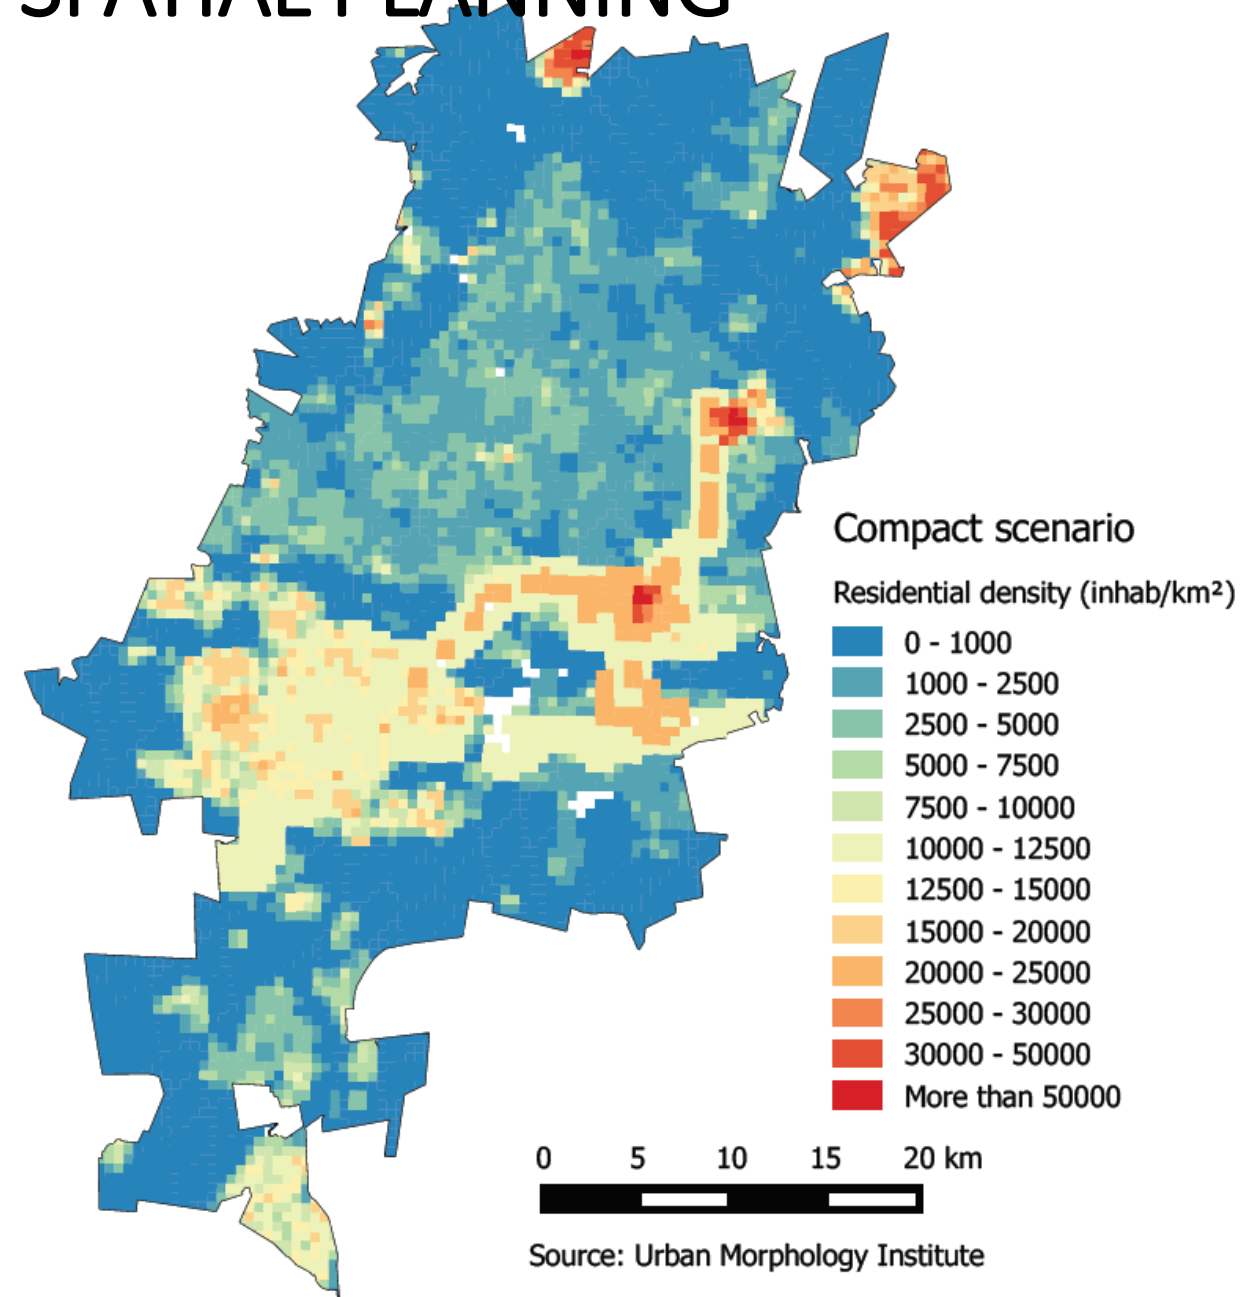 SPATIAL PLANNING
Compact scenario
Residential density (inhab/km²)
0 - 1000
1000 - 2500
2500 - 5000
5000 - 7500
7500 - 10000
10000 - 12500
12500 - 15000
15000 - 20000
20000 - 25000
25000 - 30000
30000 - 50000
More than 50000
0 5 10 15 20 km
Source: Urban Morphology Institute